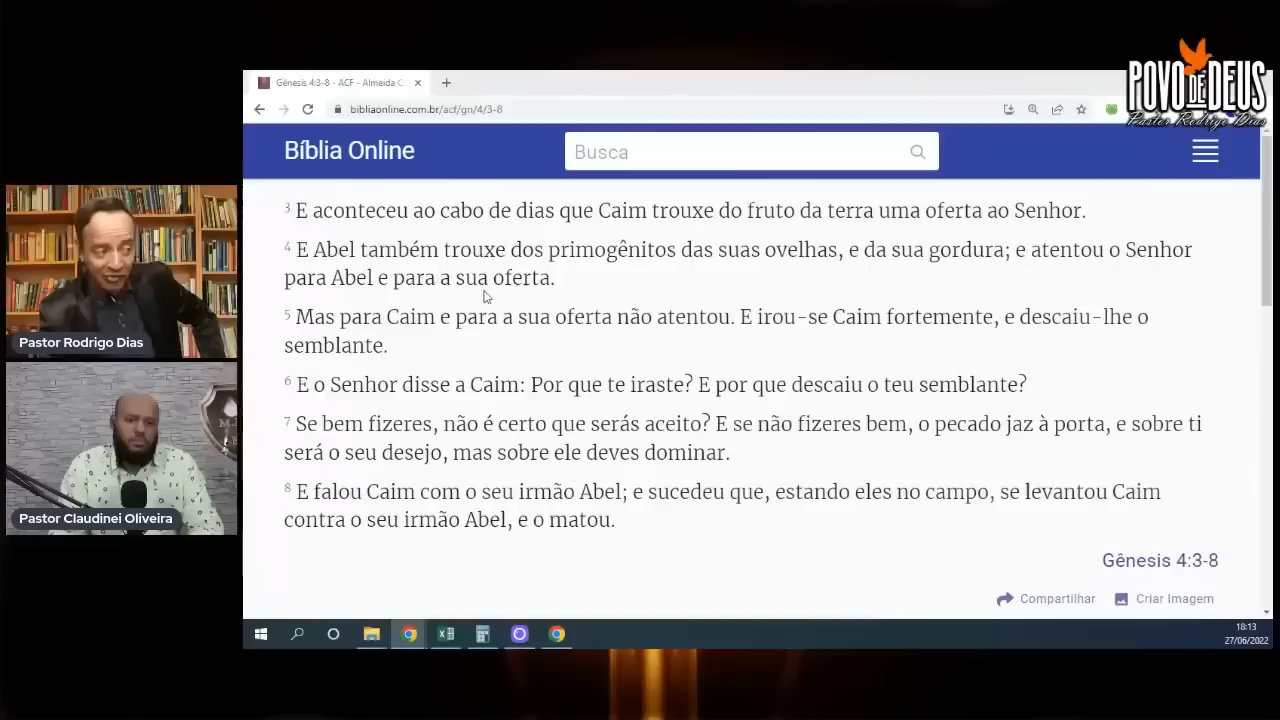 POVO DE DEUS
Pastor Rodrigo Dias
Gênesis 4:3-8 - ACF - Almeida C
bibliaonline.com.br/acf/gn/4/3-8
Bíblia Online
Busca
3 E aconteceu ao cabo de dias que Caim trouxe do fruto da terra uma oferta ao Senhor.
4 E Abel também trouxe dos primogênitos das suas ovelhas, e da sua gordura; e atentou o Senhor
para Abel e para a sua oferta.
5 Mas para Caim e para a sua oferta não atentou. E irou-se Caim fortemente, e descaiu-lhe o
semblante.
6 E o Senhor disse a Caim: Por que te iraste? E por que descaiu o teu semblante?
7 Se bem fizeres, não é certo que serás aceito? E se não fizeres bem, o pecado jaz à porta, e sobre ti
será o seu desejo, mas sobre ele deves dominar.
8 E falou Caim com o seu irmão Abel; e sucedeu que, estando eles no campo, se levantou Caim
contra o seu irmão Abel, e o matou.
Gênesis 4:3-8
Compartilhar
Criar Imagem
18:13
27/06/2022
Pastor Rodrigo Dias
Pastor Claudinei Oliveira